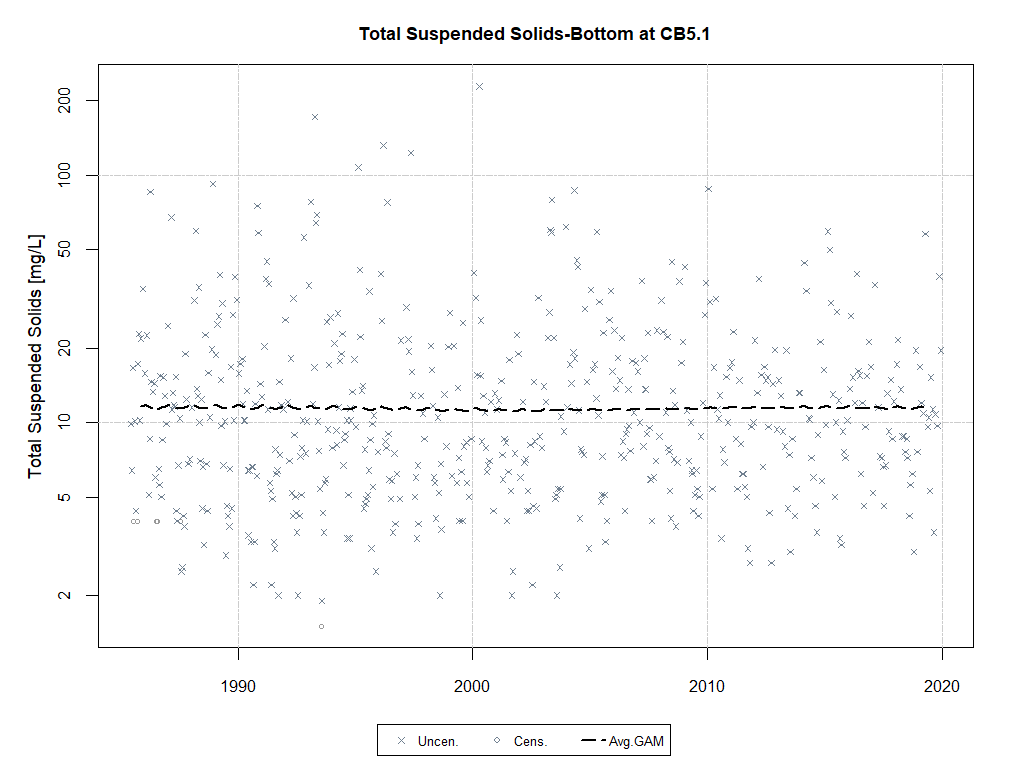 Total Suspended Solids-Bottom at CB5.1
Total Suspended Solids [mg/L]
200
100
50
20
10
5
2
1990 2000 2010 2020
Uncen. Cens. Avg.GAM